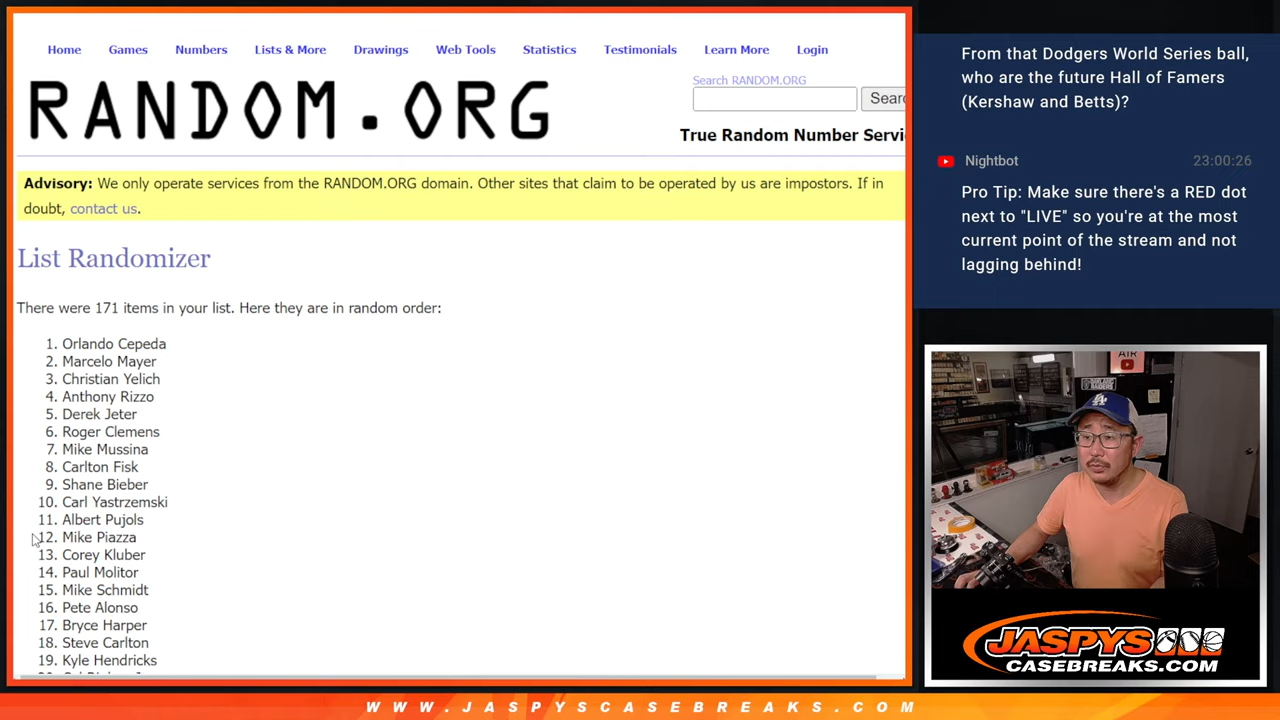 Home Games Numbers Lists & More Drawings Web Tools Statistics Testimonials Learn More Login
RANDOM.ORG
Search RANDOM.ORG
Sear
True Random Number Servi
Advisory: We only operate services from the RANDOM.ORG domain. Other sites that claim to be operated by us are impostors. If in
doubt, contact us.
List Randomizer
There were 171 items in your list. Here they are in random order:
1. Orlando Cepeda
2. Marcelo Mayer
3. Christian Yelich
4. Anthony Rizzo
5. Derek Jeter
6. Roger Clemens
7. Mike Mussina
8. Carlton Fisk
9. Shane Bieber
10. Carl Yastrzemski
11. Albert Pujols
12. Mike Piazza
13. Corey Kluber
14. Paul Molitor
15. Mike Schmidt
16. Pete Alonso
17. Bryce Harper
18. Steve Carlton
19. Kyle Hendricks
From that Dodgers World Series ball,
who are the future Hall of Famers
(Kershaw and Betts)?
Nightbot 23:00:26
Pro Tip: Make sure there's a RED dot
next to "LIVE" so you're at the most
current point of the stream and not
lagging behind!
AIR
LA
JASPYS
CASEBREAKS.COM
WWW.JASPYSCASEBREAKS.COM